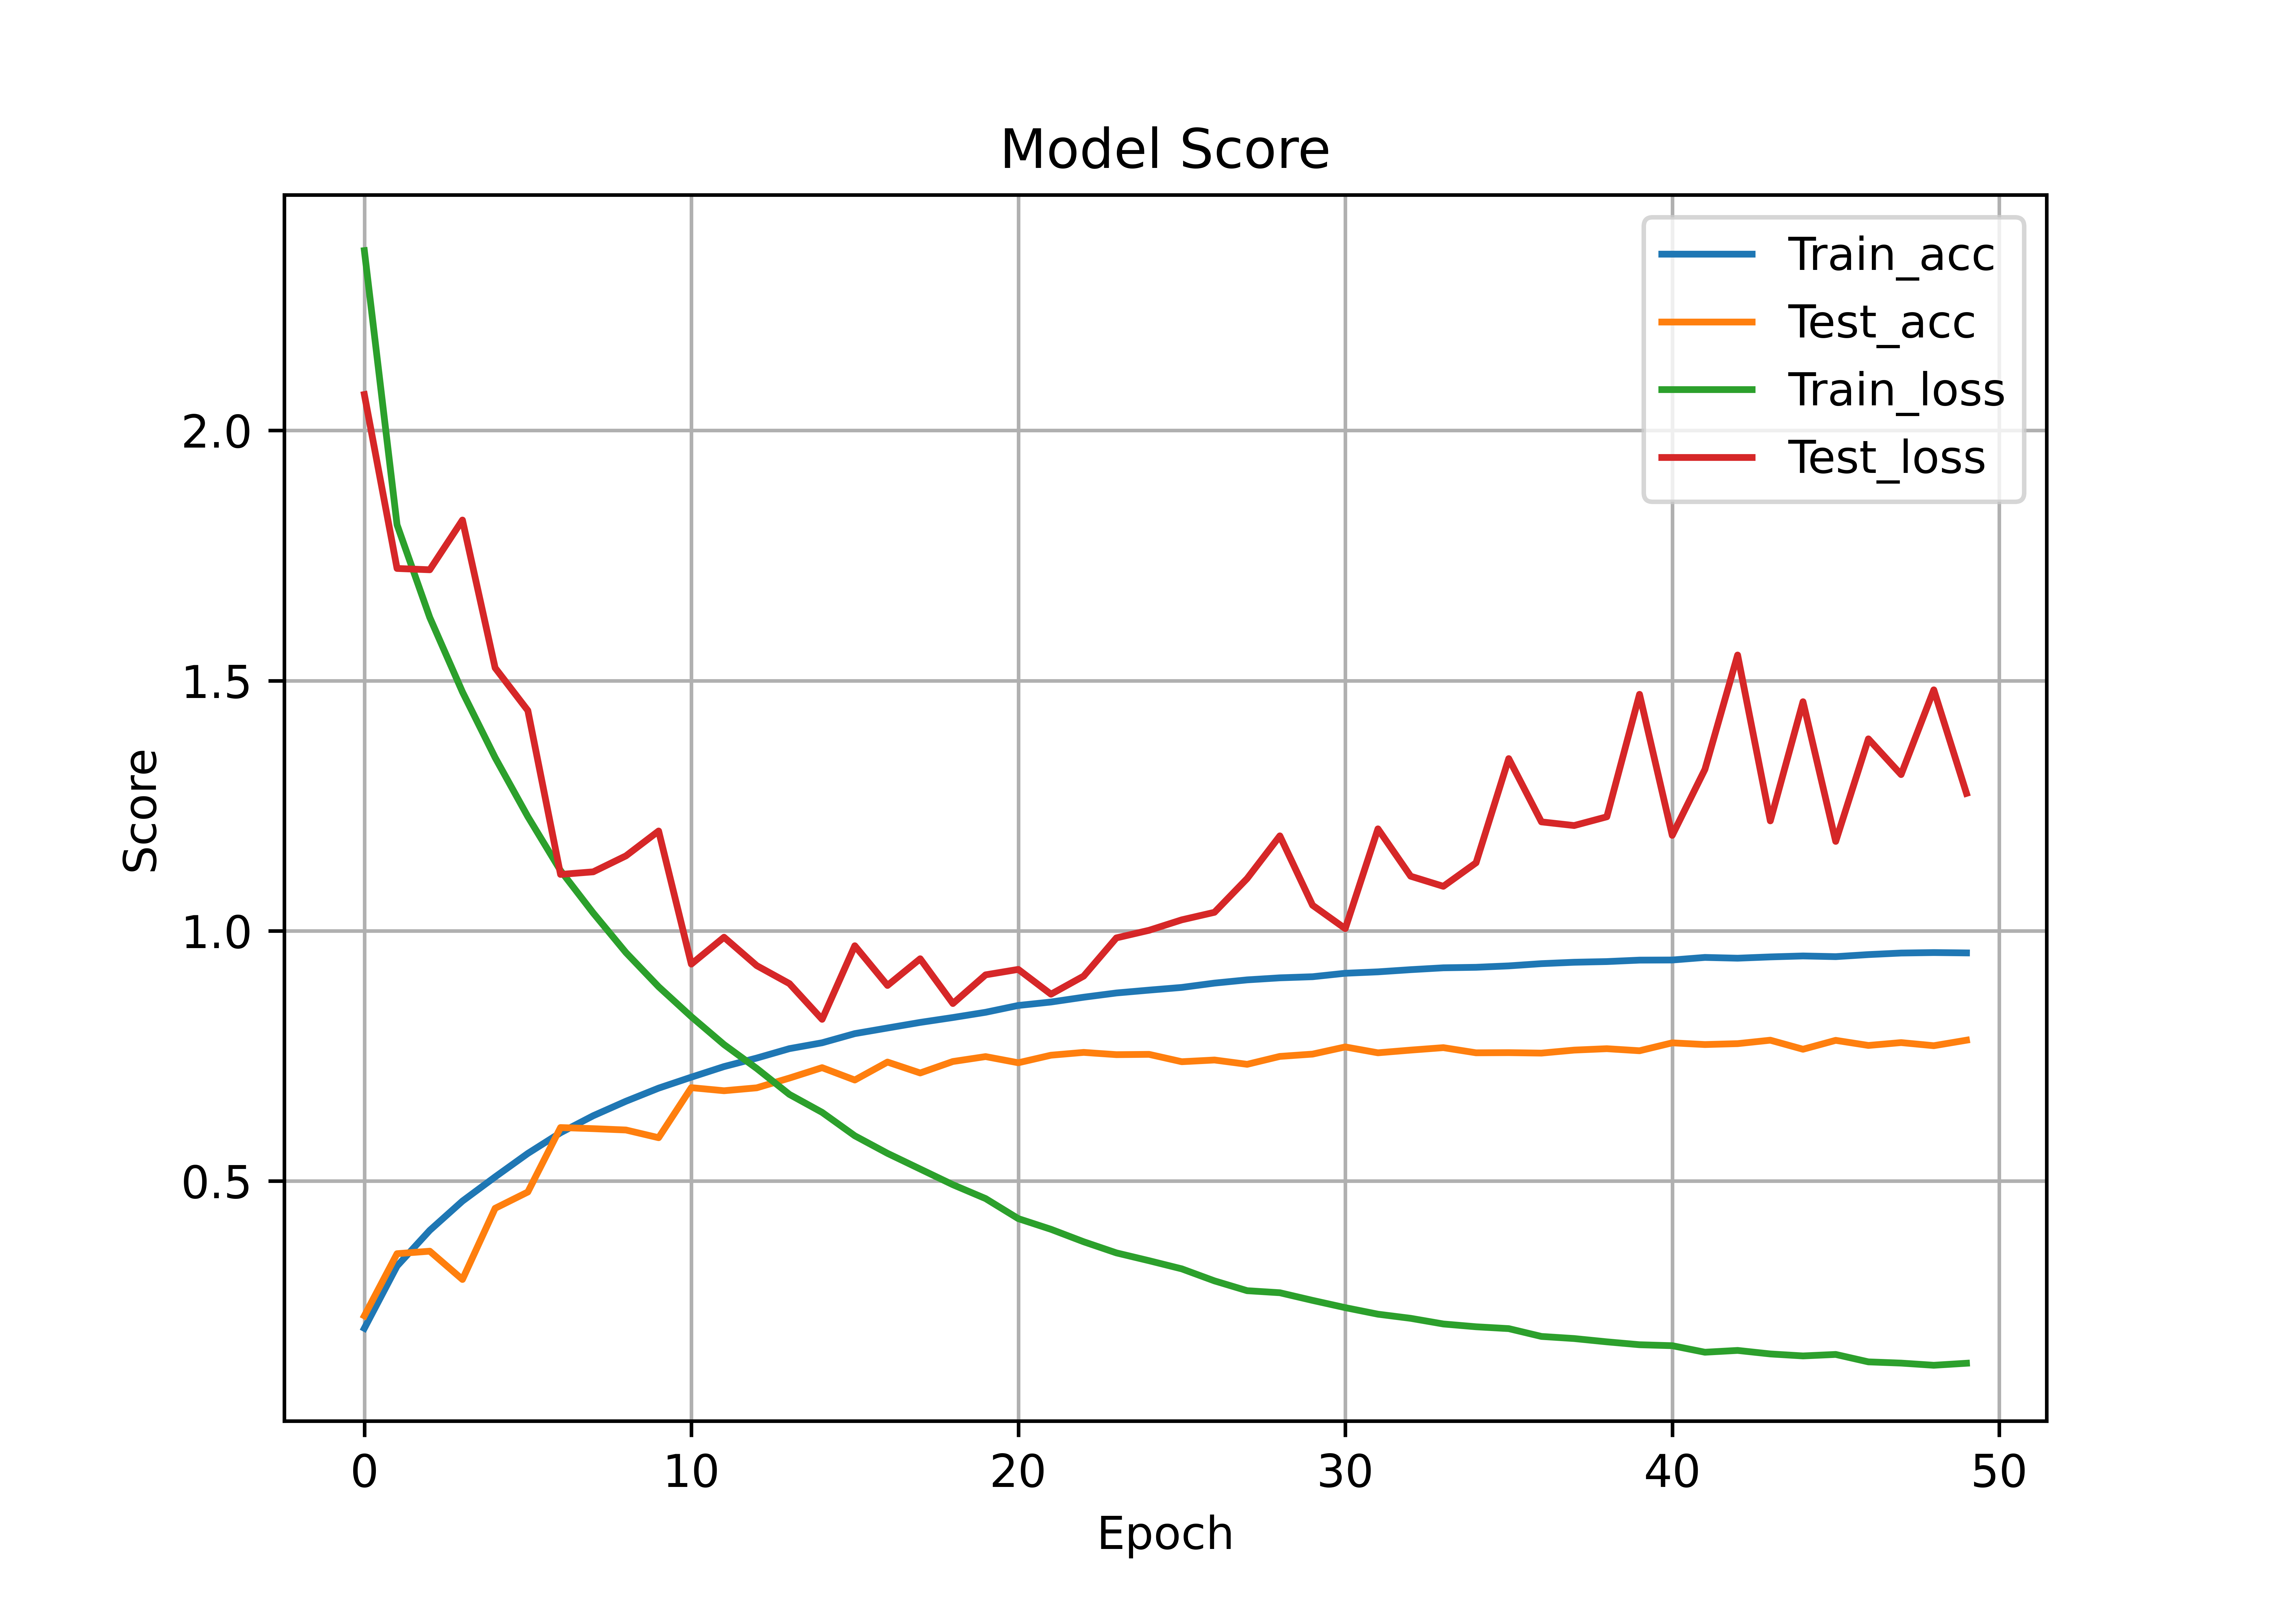 Model Score
Train_acc
Test_acc
Train_loss
Test_loss
2.0
1.5
1.0
0.5
Score
0 10 20 30 40 50
Epoch